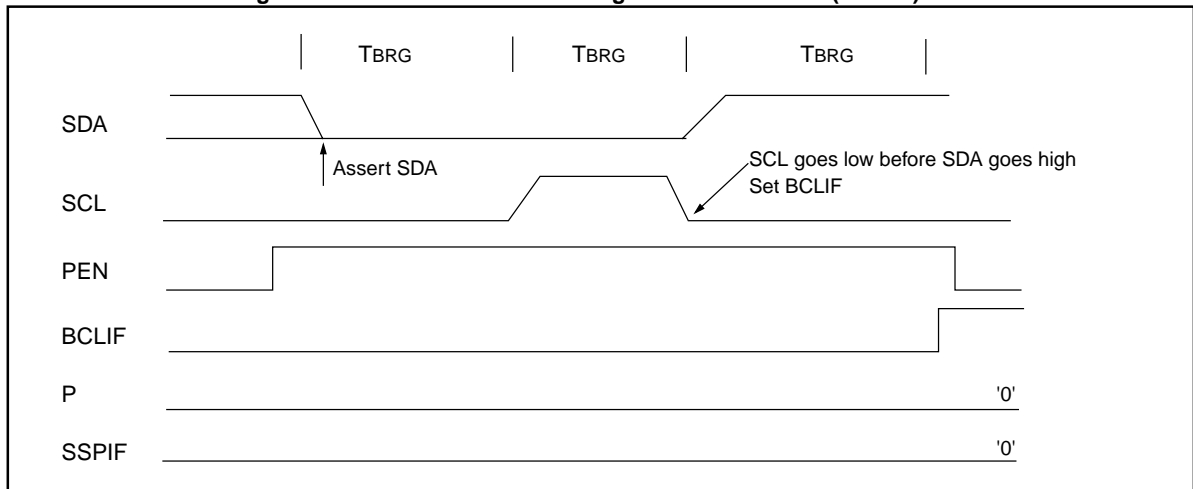 TBRG TBRG TBRG
SDA
Assert SDA
SCL goes low before SDA goes high
Set BCLIF
SCL
PEN
BCLIF
P '0'
SSPIF '0'